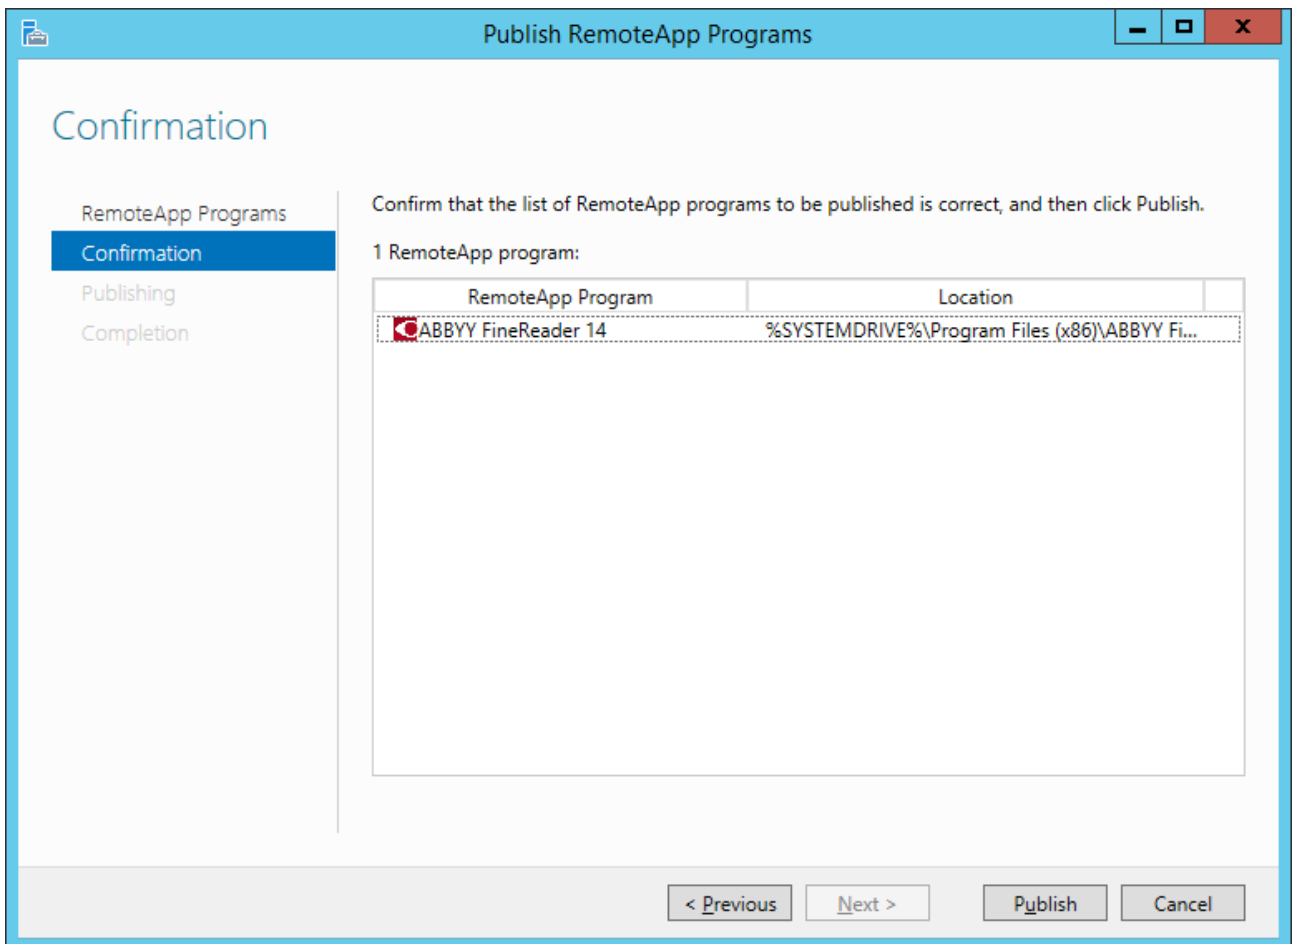 Publish RemoteApp Programs
Confirmation
RemoteApp Programs
Confirmation
Publishing
Completion
Confirm that the list of RemoteApp programs to be published is correct, and then click Publish.
1 RemoteApp program:
RemoteApp Program Location
ABBYY FineReader 14 %SYSTEMDRIVE%\Program Files (x86)\ABBYY Fi...
< Previous Next > Publish Cancel